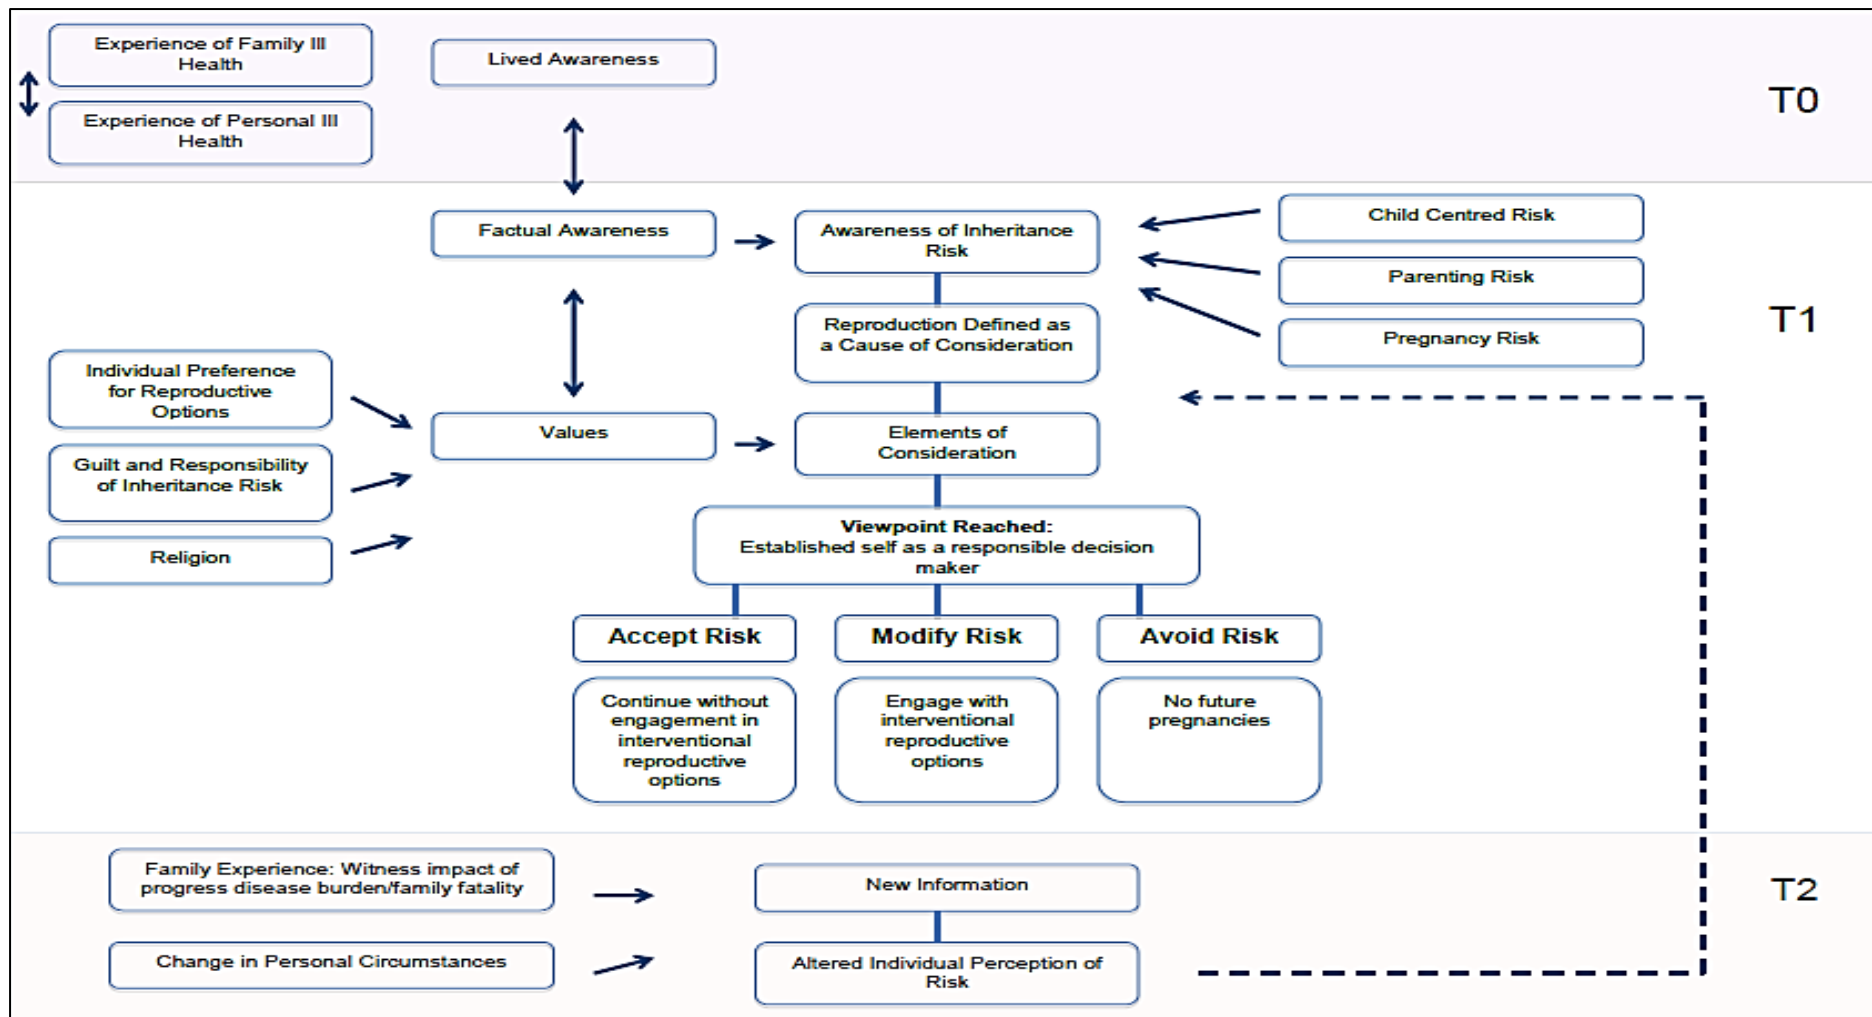 Experience of Family Ill
Health
Lived Awareness
T0
Experience of Personal Ill
Health
Factual Awareness
Awareness of Inheritance
Risk
Child Centred Risk
Parenting Risk
Pregnancy Risk
T1
Reproduction Defined as
a Cause of Consideration
Individual Preference
for Reproductive
Options
Guilt and Responsibility
of Inheritance Risk
Religion
Values
Elements of
Consideration
Viewpoint Reached:
Established self as a responsible decision
maker
Accept Risk
Modify Risk
Avoid Risk
Continue without
engagement in
interventional
reproductive
options
Engage with
interventional
reproductive
options
No future
pregnancies
Family Experience: Witness impact of
progress disease burden/family fatality
New Information
T2
Change in Personal Circumstances
Altered Individual Perception of
Risk